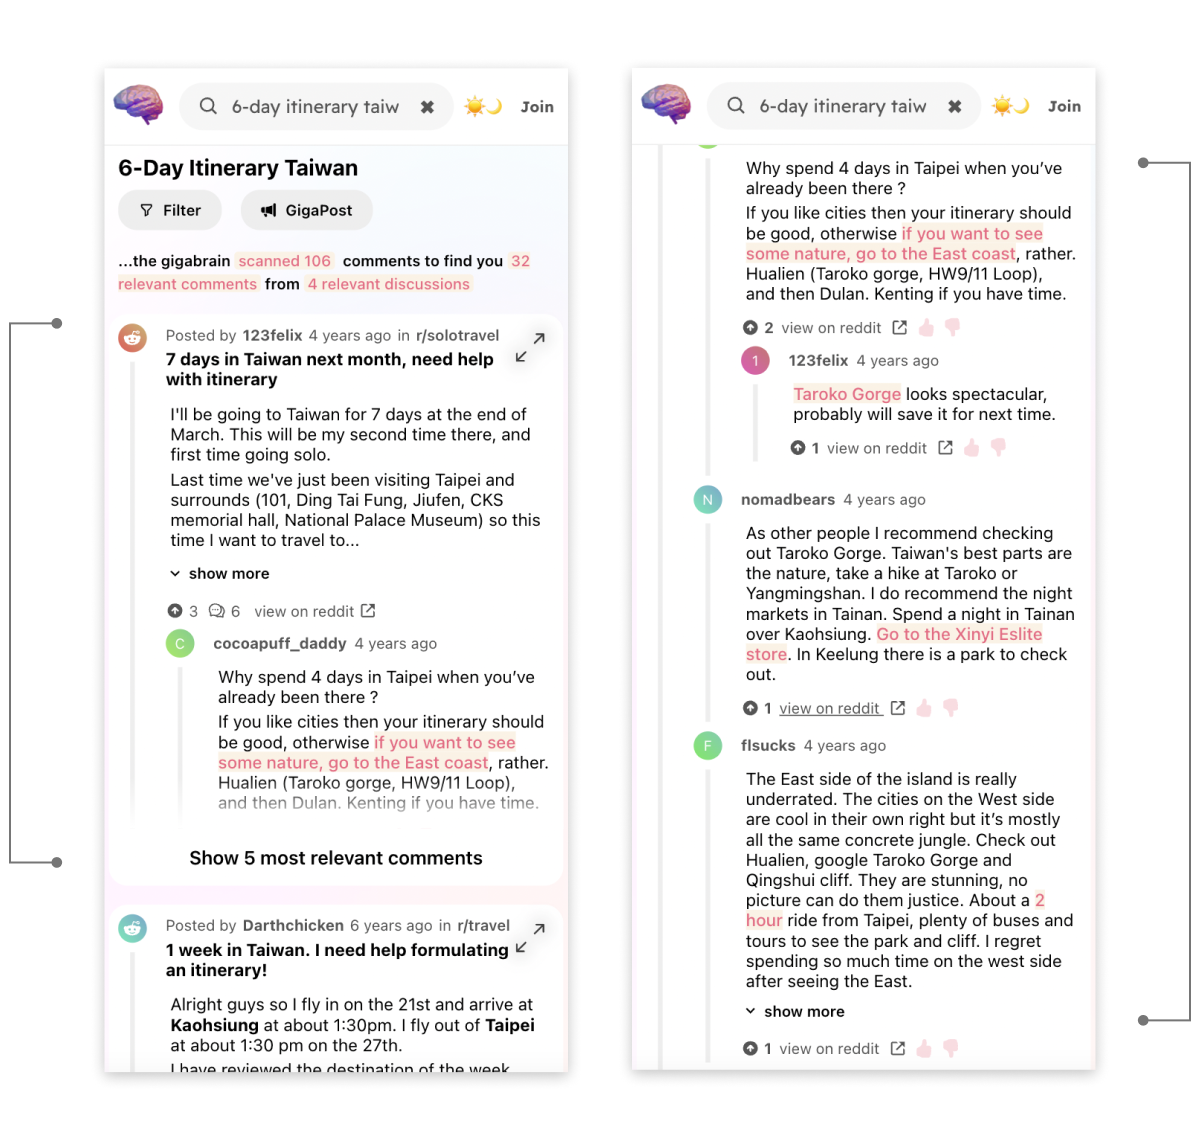 6-day itinerary taiw
Join
6-Day Itinerary Taiwan
Filter
GigaPost
...the gigabrain scanned 106 comments to find you 32
relevant comments from 4 relevant discussions
Posted by 123felix 4 years ago in r/solotravel
7 days in Taiwan next month, need help
with itinerary
I'll be going to Taiwan for 7 days at the end of
March. This will be my second time there, and
first time going solo.
Last time we've just been visiting Taipei and
surrounds (101, Ding Tai Fung, Jiufen, CKS
memorial hall, National Palace Museum) so this
time I want to travel to...
show more
3 6 view on reddit
C cocoapuff_daddy 4 years ago
Why spend 4 days in Taipei when you've
already been there ?
If you like cities then your itinerary should
be good, otherwise if you want to see
some nature, go to the East coast, rather.
Hualien (Taroko gorge, HW9/11 Loop),
and then Dulan. Kenting if you have time.
Show 5 most relevant comments
Posted by Darthchicken 6 years ago in r/travel
1 week in Taiwan. I need help formulating
an itinerary!
Alright guys so I fly in on the 21st and arrive at
Kaohsiung at about 1:30pm. I fly out of Taipei
at about 1:30 pm on the 27th.
I have reviewed the destination of the week
6-day itinerary taiw
Join
Why spend 4 days in Taipei when you've
already been there ?
If you like cities then your itinerary should
be good, otherwise if you want to see
some nature, go to the East coast, rather.
Hualien (Taroko gorge, HW9/11 Loop),
and then Dulan. Kenting if you have time.
2 view on reddit
1 123felix 4 years ago
Taroko Gorge looks spectacular,
probably will save it for next time.
1 view on reddit
N nomadbears 4 years ago
As other people I recommend checking
out Taroko Gorge. Taiwan's best parts are
the nature, take a hike at Taroko or
Yangmingshan. I do recommend the night
markets in Tainan. Spend a night in Tainan
over Kaohsiung. Go to the Xinyi Eslite
store. In Keelung there is a park to check
out.
1 view on reddit
F flsucks 4 years ago
The East side of the island is really
underrated. The cities on the West side
are cool in their own right but it's mostly
all the same concrete jungle. Check out
Hualien, google Taroko Gorge and
Qingshui cliff. They are stunning, no
picture can do them justice. About a 2
hour ride from Taipei, plenty of buses and
tours to see the park and cliff. I regret
spending so much time on the west side
after seeing the East.
show more
1 view on reddit